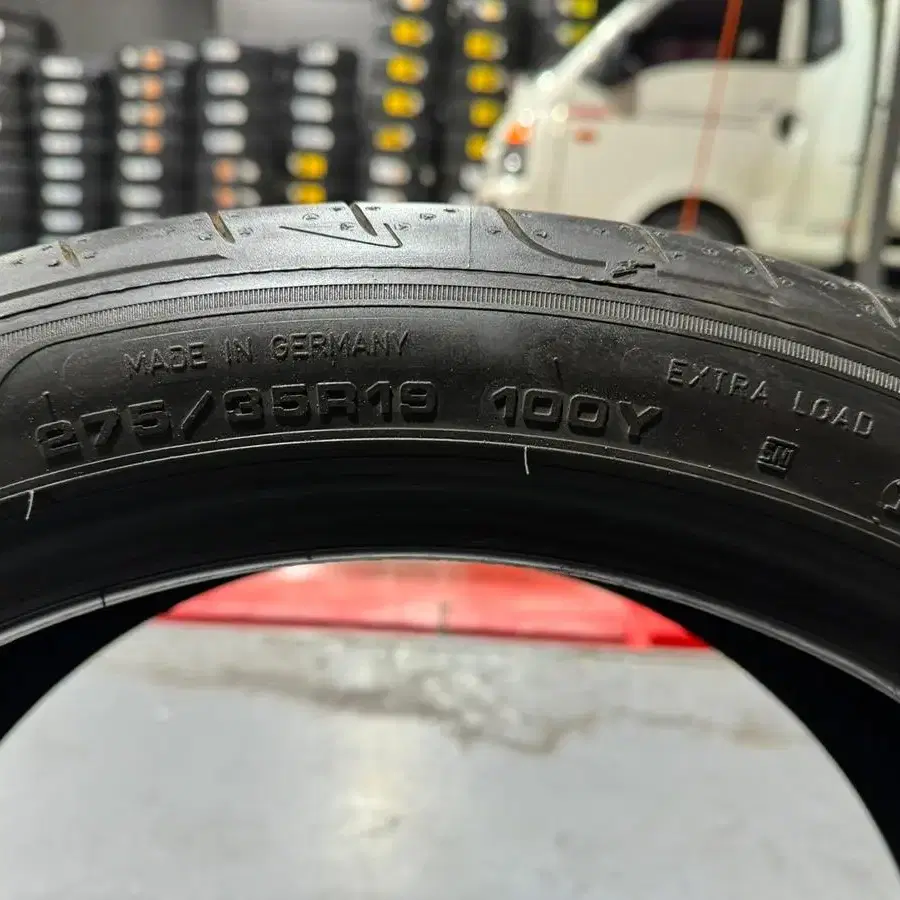 MADE IN GERMANY
275/35R19 100Y
EXTRA LOAD